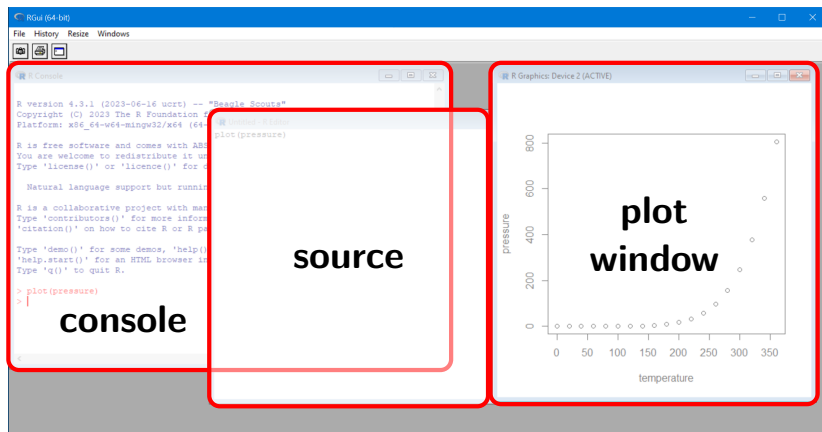 RGui (64-bit)
File History Resize Windows
R Console
R version 4.3.1 (2023-06-16 ucrt) -- "Beagle Scouts"
Copyright (C) 2023 The R Foundation f
Platform: x86_64-w64-mingw32/x64 (64-
R is free software and comes with ABS
You are welcome to redistribute it un
Type 'license()' or 'licence()' for d
Natural language support but runnin
R is a collaborative project with man
Type 'contributors()' for more inform
'citation()' on how to cite R or R pa
Type 'demo()' for some demos, 'help()
'help.start()' for an HTML browser in
Type 'q()' to quit R.
> plot(pressure)
>
console
Untitled - R Editor
plot(pressure)
source
R Graphics: Device 2 (ACTIVE)
plot
window
pressure
800
600
400
200
0
0 50 100 150 200 250 300 350
temperature